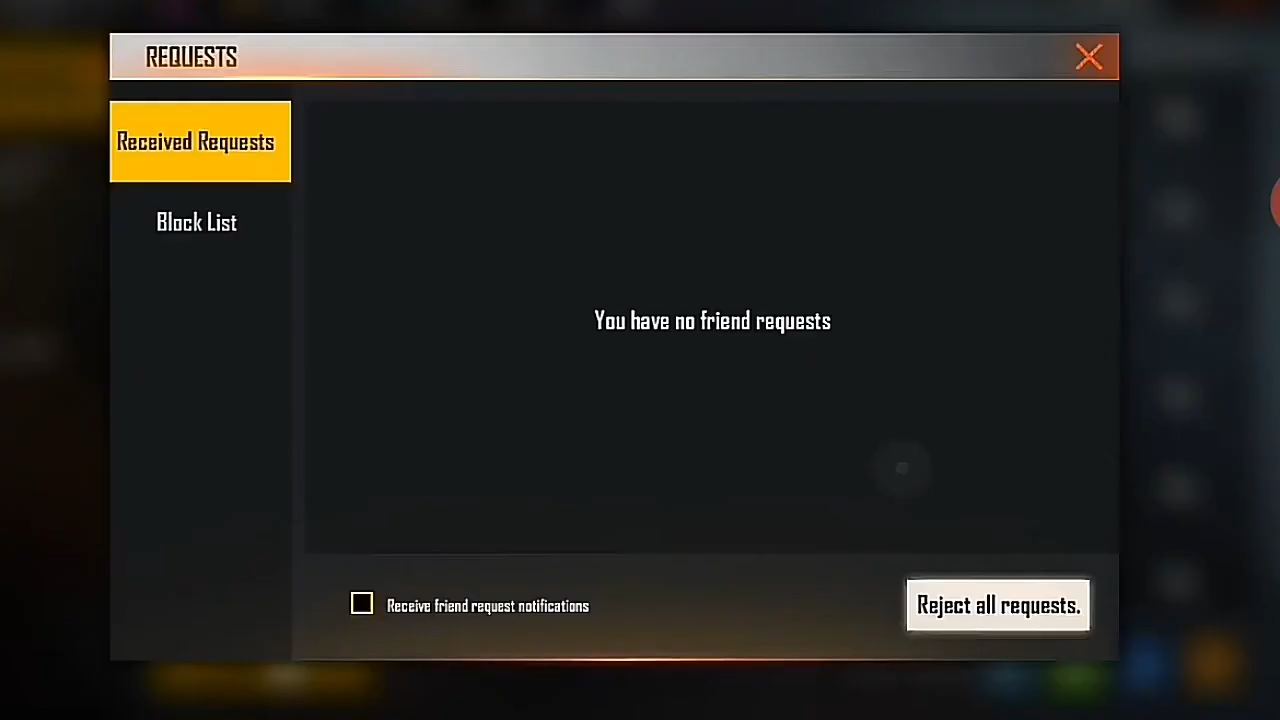 REQUESTS
Received Requests
Block List
You have no friend requests
Receive friend request notifications
Reject all requests.